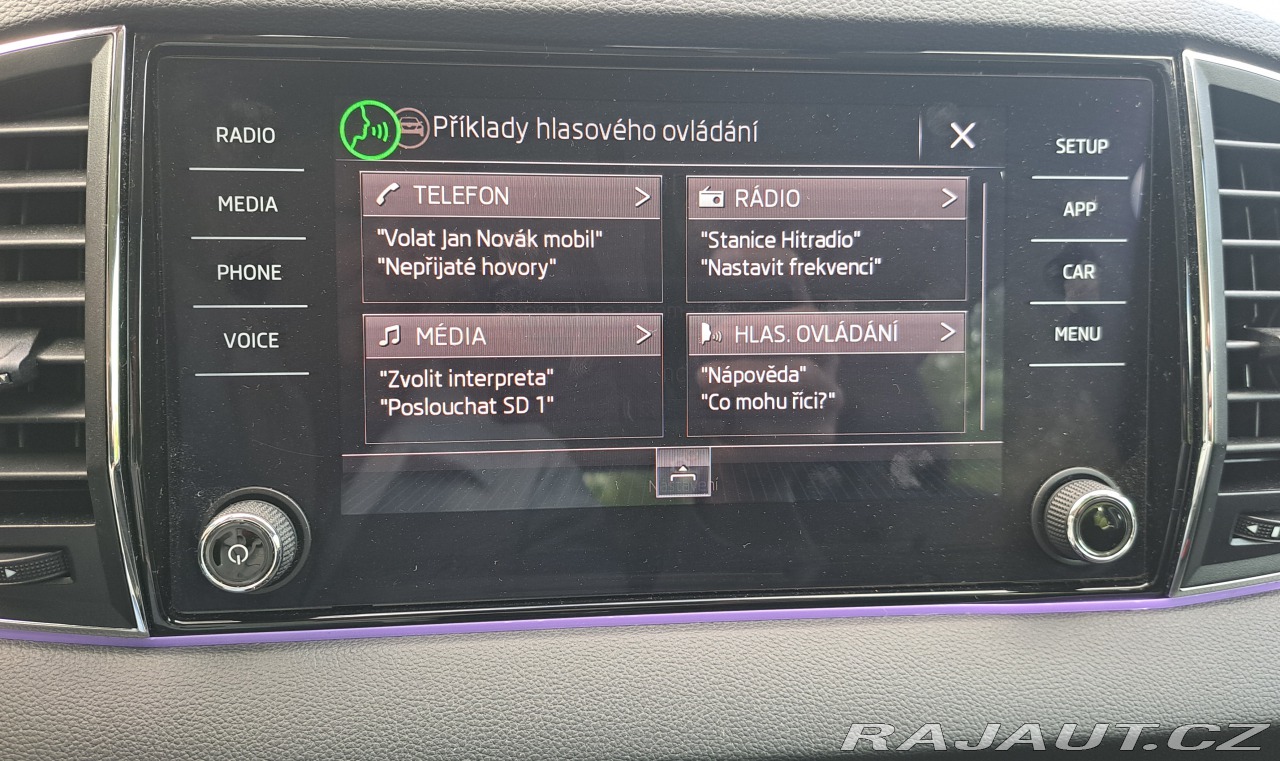 RADIO
MEDIA
PHONE
VOICE
Příklady hlasového ovládání
X
TELEFON >
"Volat Jan Novák mobil"
"Nepřijaté hovory"
RÁDIO >
"Stanice Hitradio"
"Nastavit frekvenci"
MÉDIA >
"Zvolit interpreta"
"Poslouchat SD 1"
HLAS. OVLÁDÁNÍ >
"Nápověda"
"Co mohu říci?"
SETUP
APP
CAR
MENU
RAJAUT.CZ